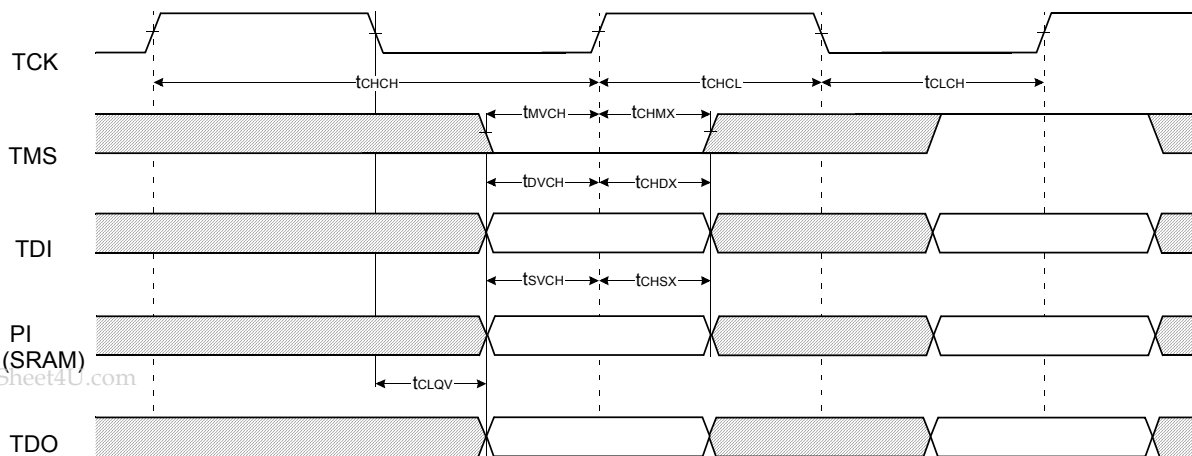 TCK
tCHCH tCHCL tCLCH
tMVCH tCHMX
TMS
tDVCH tCHDX
TDI
tSVCH tCHSX
PI
(SRAM)
Sheet4U.com
tCLQV
TDO